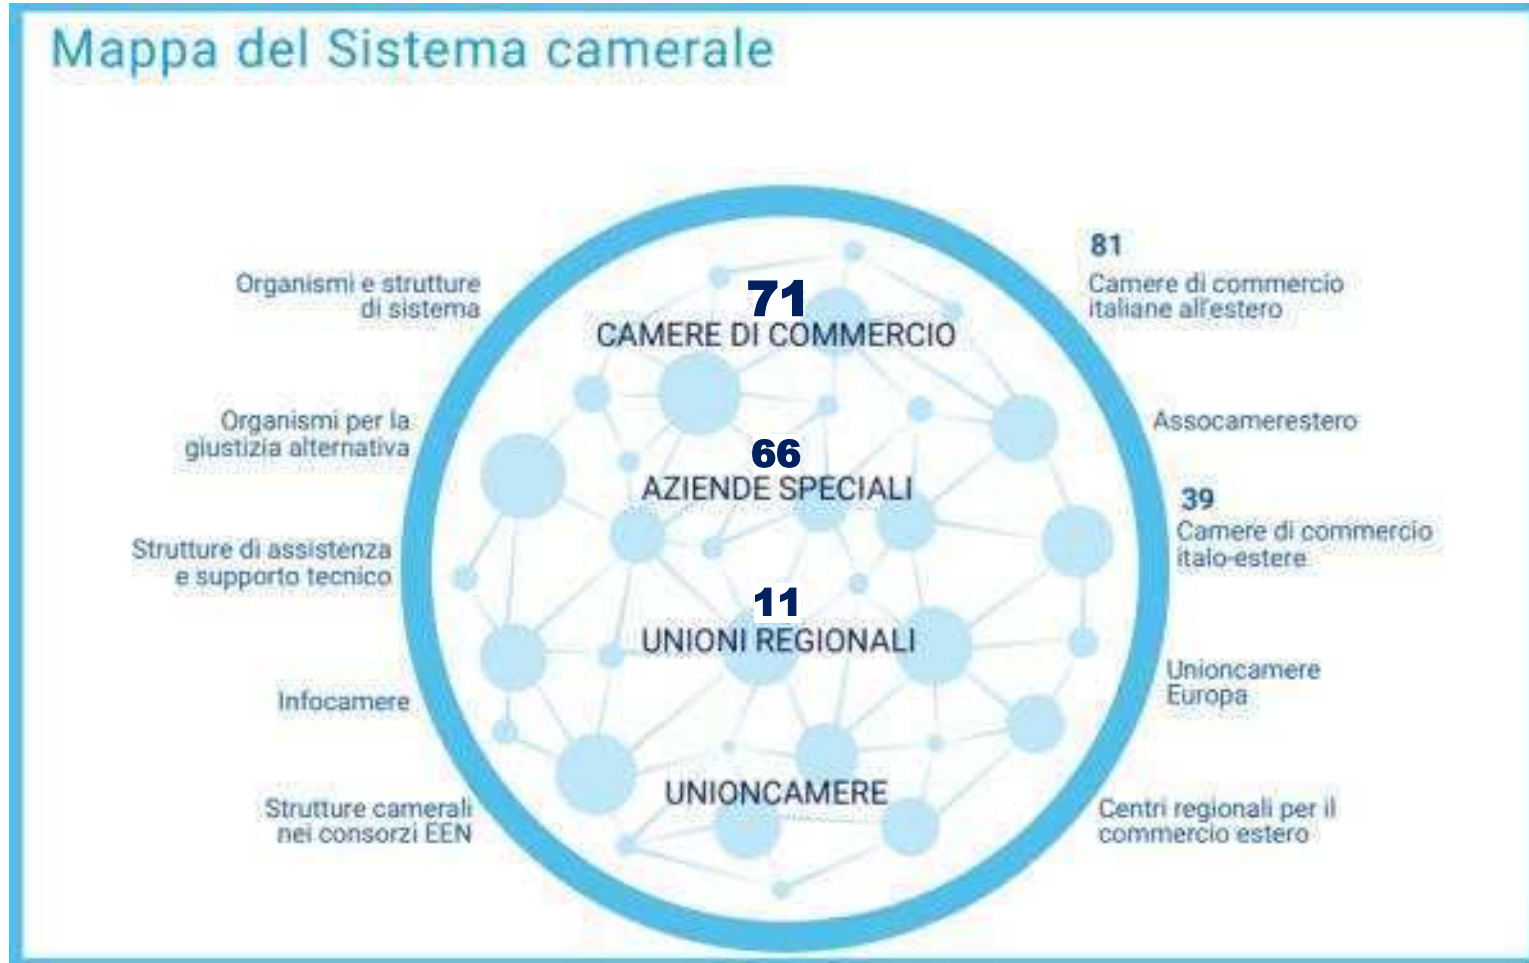 Mappa del Sistema camerale
Organismi e strutture
di sistema
Organismi per la
giustizia alternativa
Strutture di assistenza
e supporto tecnico
Infocamere
Strutture camerali
nei consorzi EEN
71
CAMERE DI COMMERCIO
66
AZIENDE SPECIALI
11
UNIONI REGIONALI
UNIONCAMERE
81
Camere di commercio
italiane all'estero
Assocamerestero
39
Camere di commercio
italo-estere
Unioncamere
Europa
Centri regionali per il
commercio estero